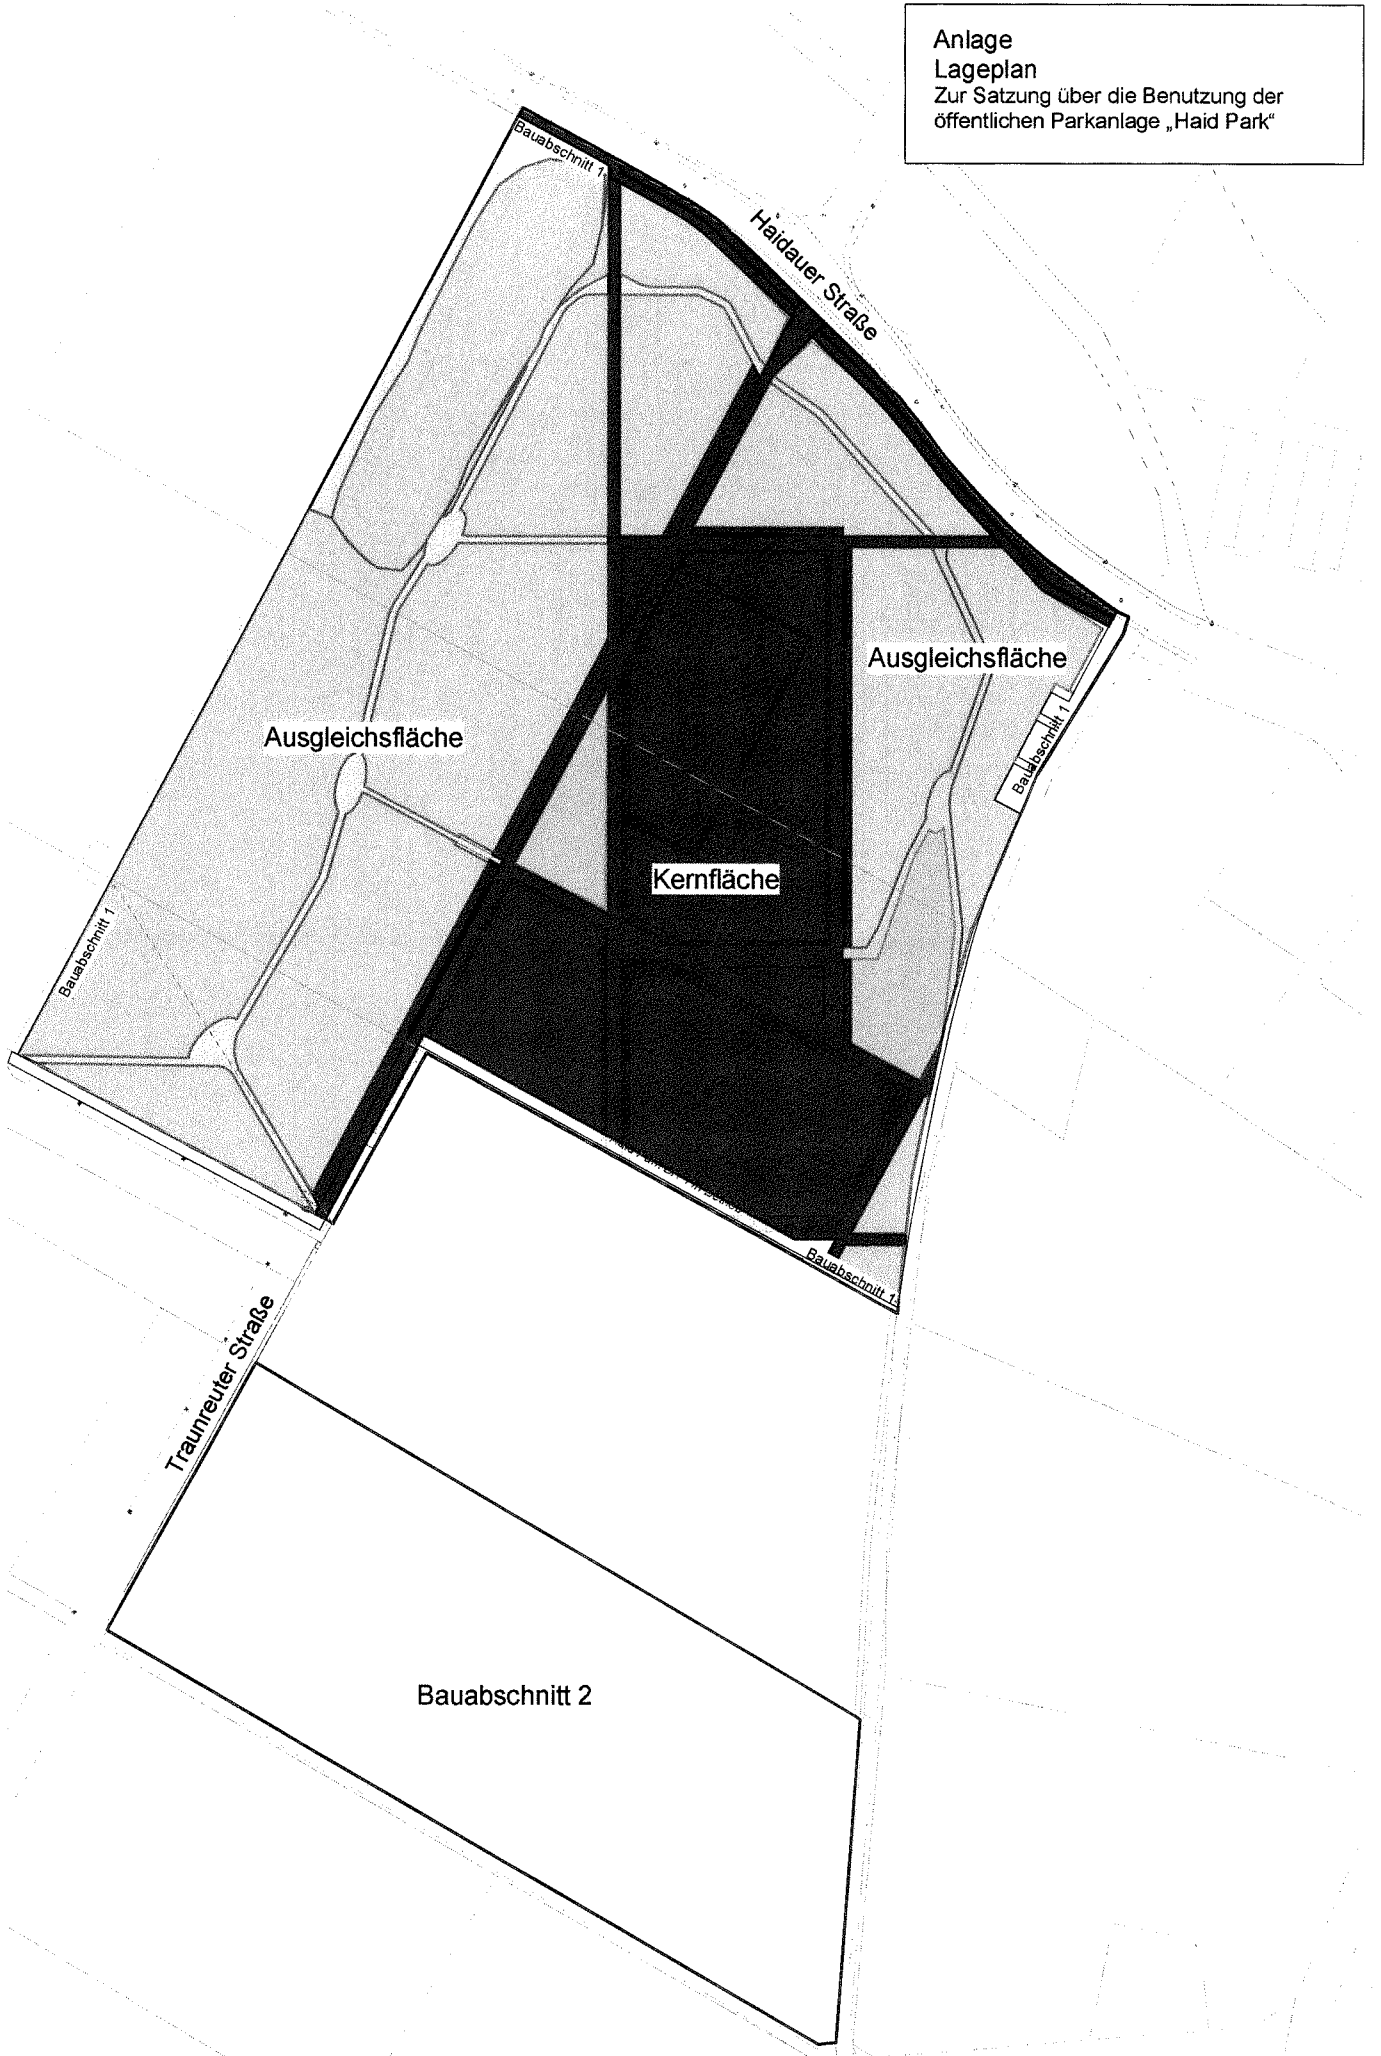 Anlage
Lageplan
Zur Satzung über die Benutzung der
öffentlichen Parkanlage „Haid Park“
Bauabschnitt 1
Haidauer Straße
Ausgleichsfläche
Bauabschnitt 1
Ausgleichsfläche
Kernfläche
Bauabschnitt 1
Bauabschnitt 1
Traunreuter Straße
Bauabschnitt 2